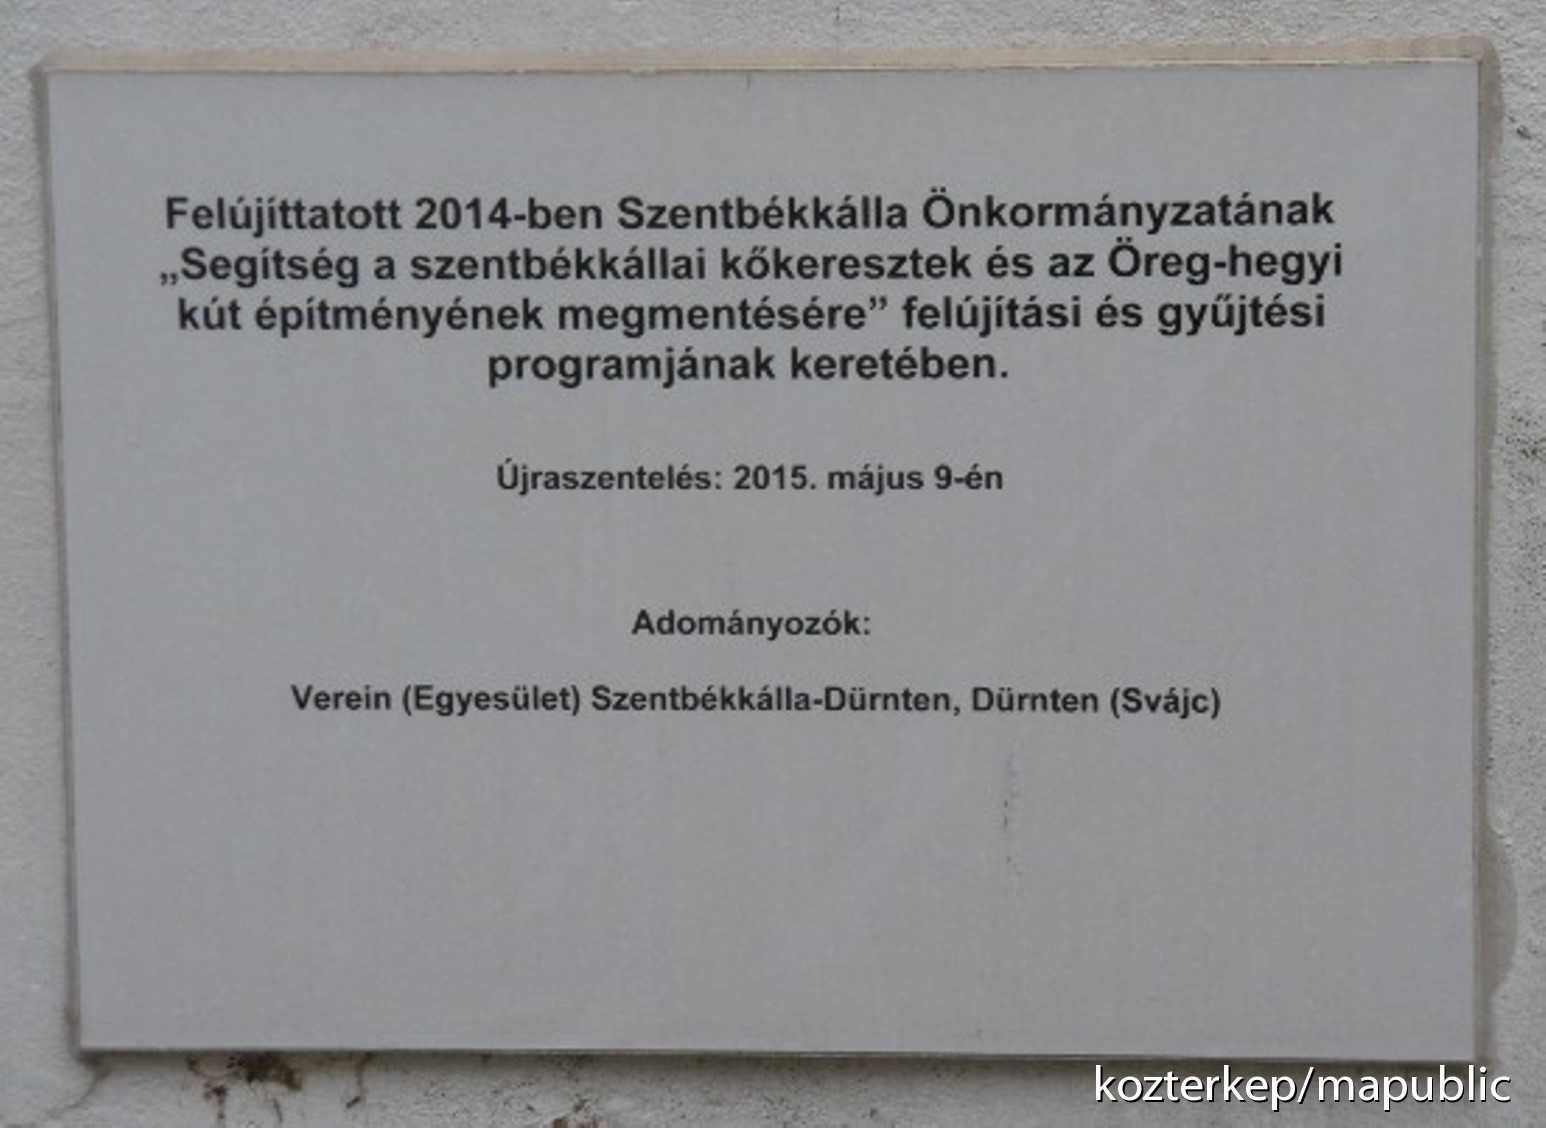 Felújíttatott 2014-ben Szentbékkálla Önkormányzatának
„Segítség a szentbékkállai kőkeresztek és az Öreg-hegyi
kút építményének megmentésére” felújítási és gyűjtési
programjának keretében.
Újraszentelés: 2015. május 9-én
Adományozók:
Verein (Egyesület) Szentbékkálla-Dürnten, Dürnten (Svájc)
kozterkep/mapublic